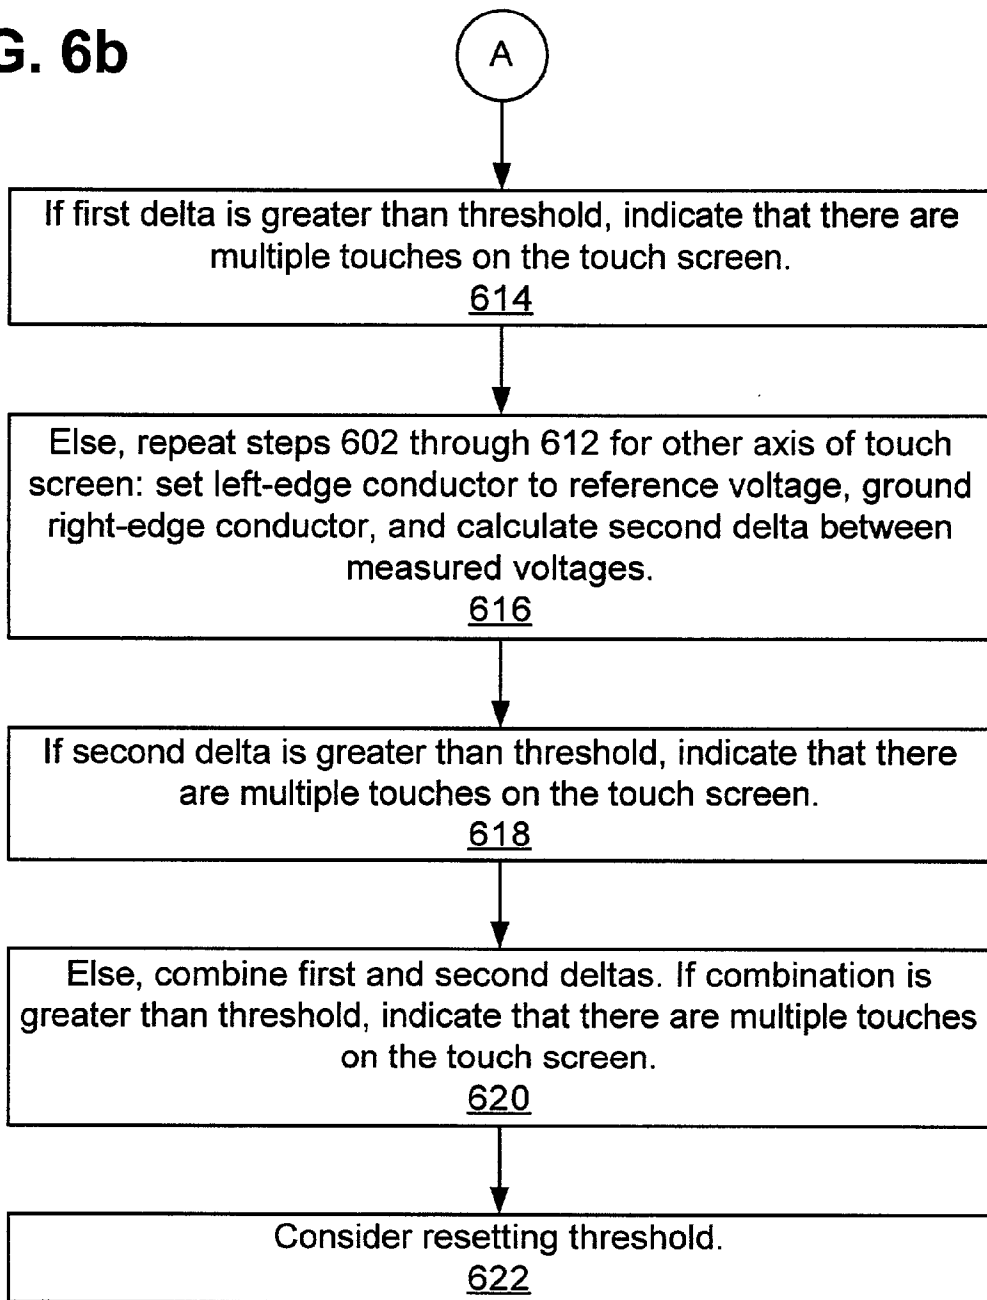 G. 6b
A
If first delta is greater than threshold, indicate that there are
multiple touches on the touch screen.
614
Else, repeat steps 602 through 612 for other axis of touch
screen: set left-edge conductor to reference voltage, ground
right-edge conductor, and calculate second delta between
measured voltages.
616
If second delta is greater than threshold, indicate that there
are multiple touches on the touch screen.
618
Else, combine first and second deltas. If combination is
greater than threshold, indicate that there are multiple touches
on the touch screen.
620
Consider resetting threshold.
622